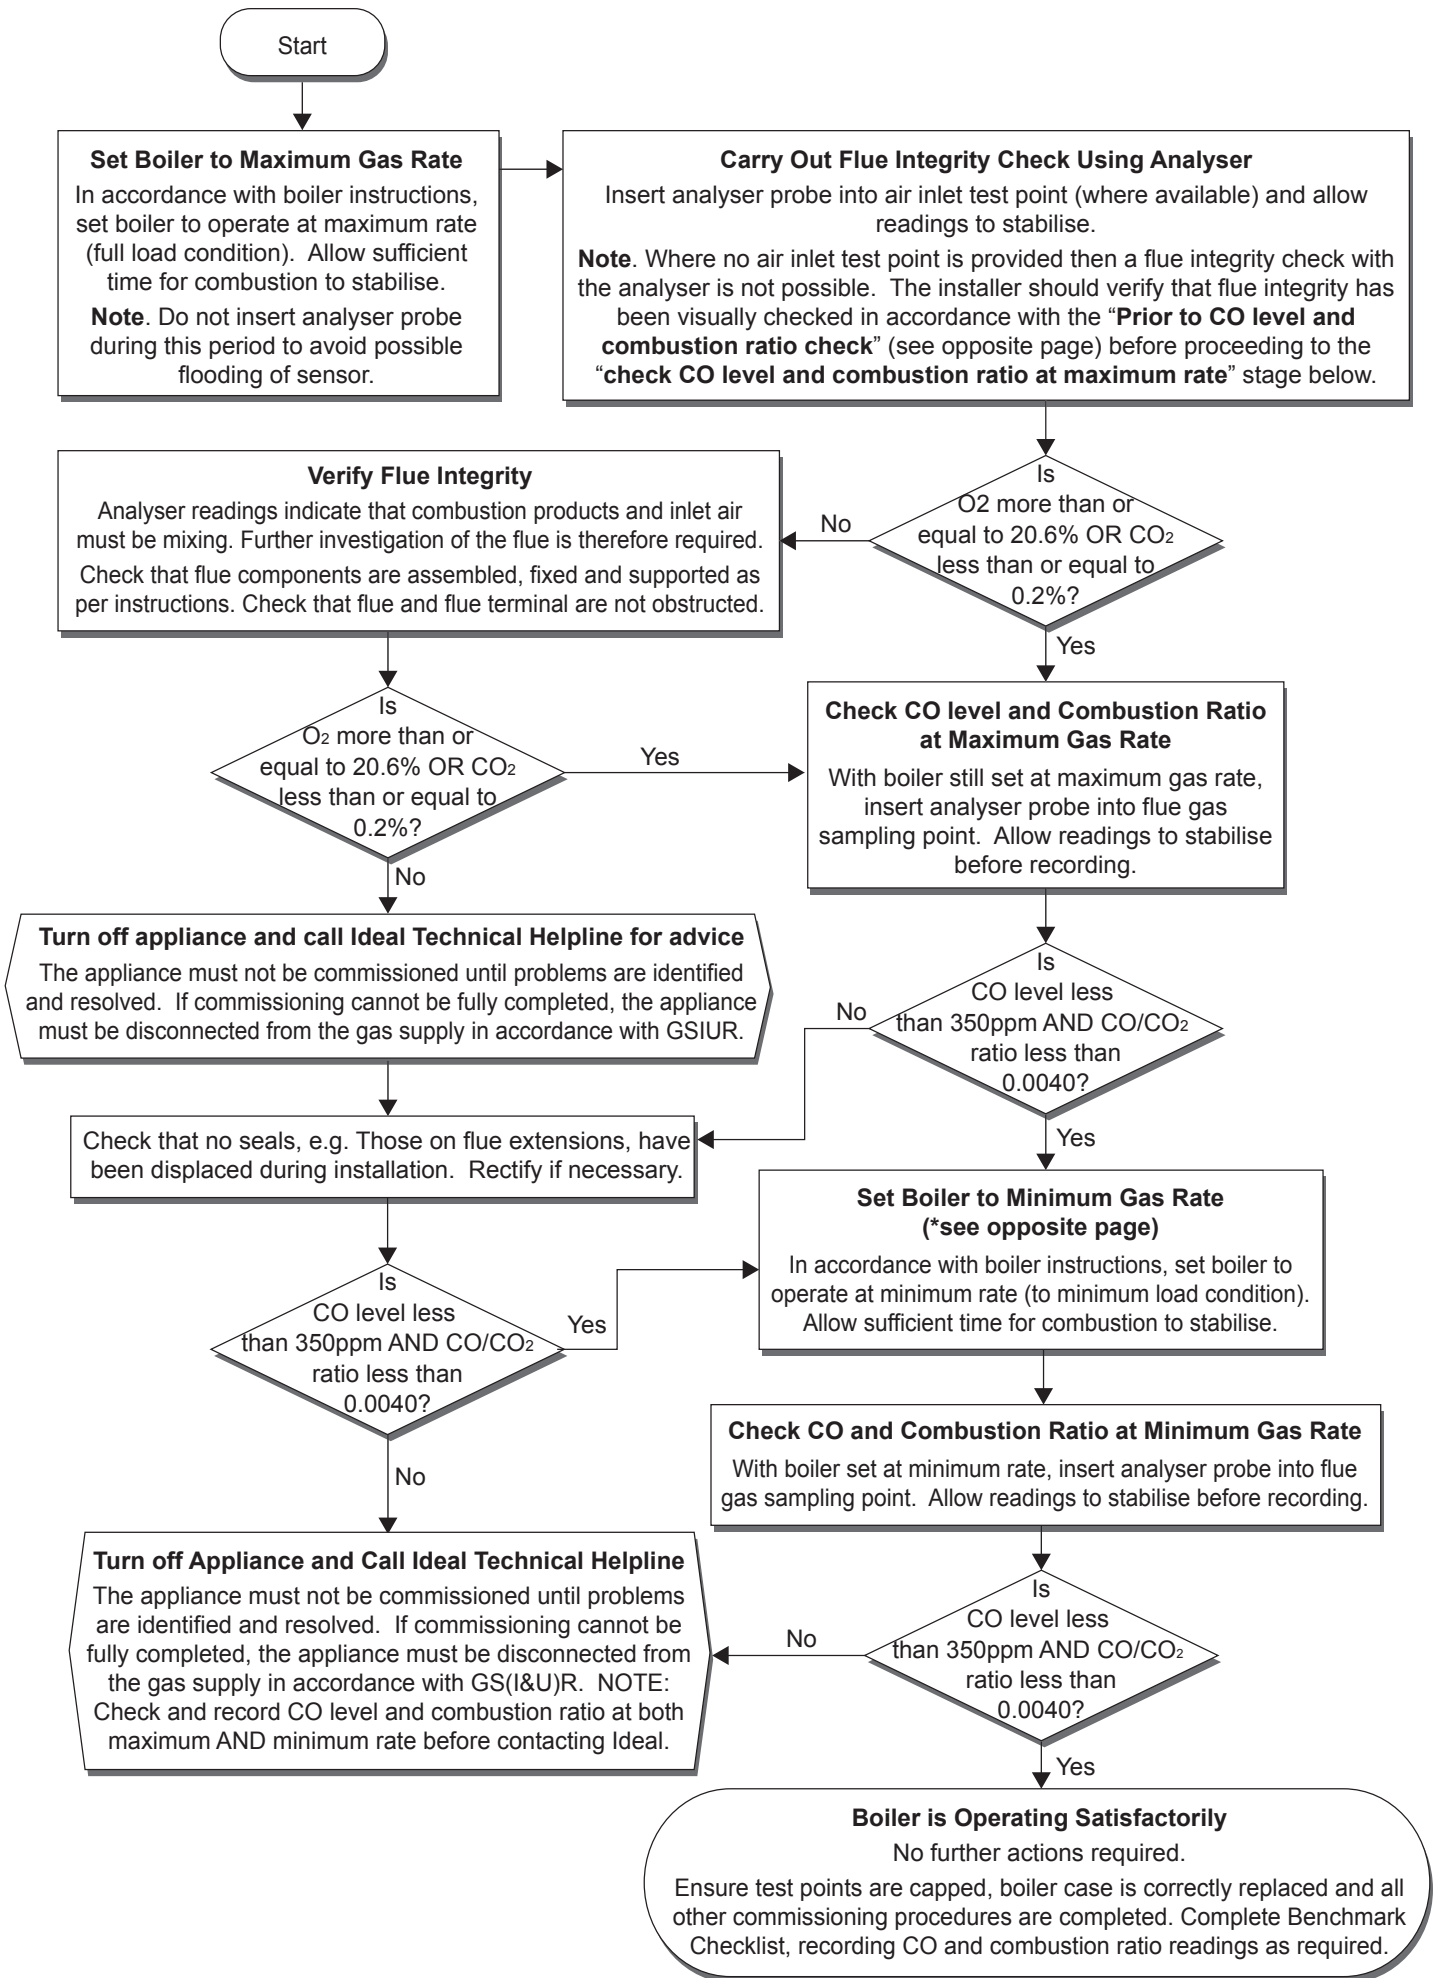 Start
Set Boiler to Maximum Gas Rate
In accordance with boiler instructions,
set boiler to operate at maximum rate
(full load condition).  Allow sufficient
time for combustion to stabilise.
Note. Do not insert analyser probe
during this period to avoid possible
flooding of sensor.
Carry Out Flue Integrity Check Using Analyser
Insert analyser probe into air inlet test point (where available) and allow
readings to stabilise.
Note. Where no air inlet test point is provided then a flue integrity check with
the analyser is not possible.  The installer should verify that flue integrity has
been visually checked in accordance with the “Prior to CO level and
combustion ratio check” (see opposite page) before proceeding to the
“check CO level and combustion ratio at maximum rate” stage below.
Is
O2 more than or
equal to 20.6% OR CO2
less than or equal to
0.2%?
No
Yes
Verify Flue Integrity
Analyser readings indicate that combustion products and inlet air
must be mixing. Further investigation of the flue is therefore required.
Check that flue components are assembled, fixed and supported as
per instructions. Check that flue and flue terminal are not obstructed.
Is
O2 more than or
equal to 20.6% OR CO2
less than or equal to
0.2%?
Yes
No
Check CO level and Combustion Ratio
at Maximum Gas Rate
With boiler still set at maximum gas rate,
insert analyser probe into flue gas
sampling point.  Allow readings to stabilise
before recording.
Turn off appliance and call Ideal Technical Helpline for advice
The appliance must not be commissioned until problems are identified
and resolved.  If commissioning cannot be fully completed, the appliance
must be disconnected from the gas supply in accordance with GSIUR.
Is
CO level less
than 350ppm AND CO/CO2
ratio less than
0.0040?
No
Yes
Check that no seals, e.g. Those on flue extensions, have
been displaced during installation.  Rectify if necessary.
Set Boiler to Minimum Gas Rate
(*see opposite page)
In accordance with boiler instructions, set boiler to
operate at minimum rate (to minimum load condition).
Allow sufficient time for combustion to stabilise.
Is
CO level less
than 350ppm AND CO/CO2
ratio less than
0.0040?
Yes
No
Check CO and Combustion Ratio at Minimum Gas Rate
With boiler set at minimum rate, insert analyser probe into flue
gas sampling point.  Allow readings to stabilise before recording.
Turn off Appliance and Call Ideal Technical Helpline
The appliance must not be commissioned until problems
are identified and resolved.  If commissioning cannot be
fully completed, the appliance must be disconnected from
the gas supply in accordance with GS(I&U)R.  NOTE:
Check and record CO level and combustion ratio at both
maximum AND minimum rate before contacting Ideal.
Is
CO level less
than 350ppm AND CO/CO2
ratio less than
0.0040?
No
Yes
Boiler is Operating Satisfactorily
No further actions required.
Ensure test points are capped, boiler case is correctly replaced and all
other commissioning procedures are completed. Complete Benchmark
Checklist, recording CO and combustion ratio readings as required.